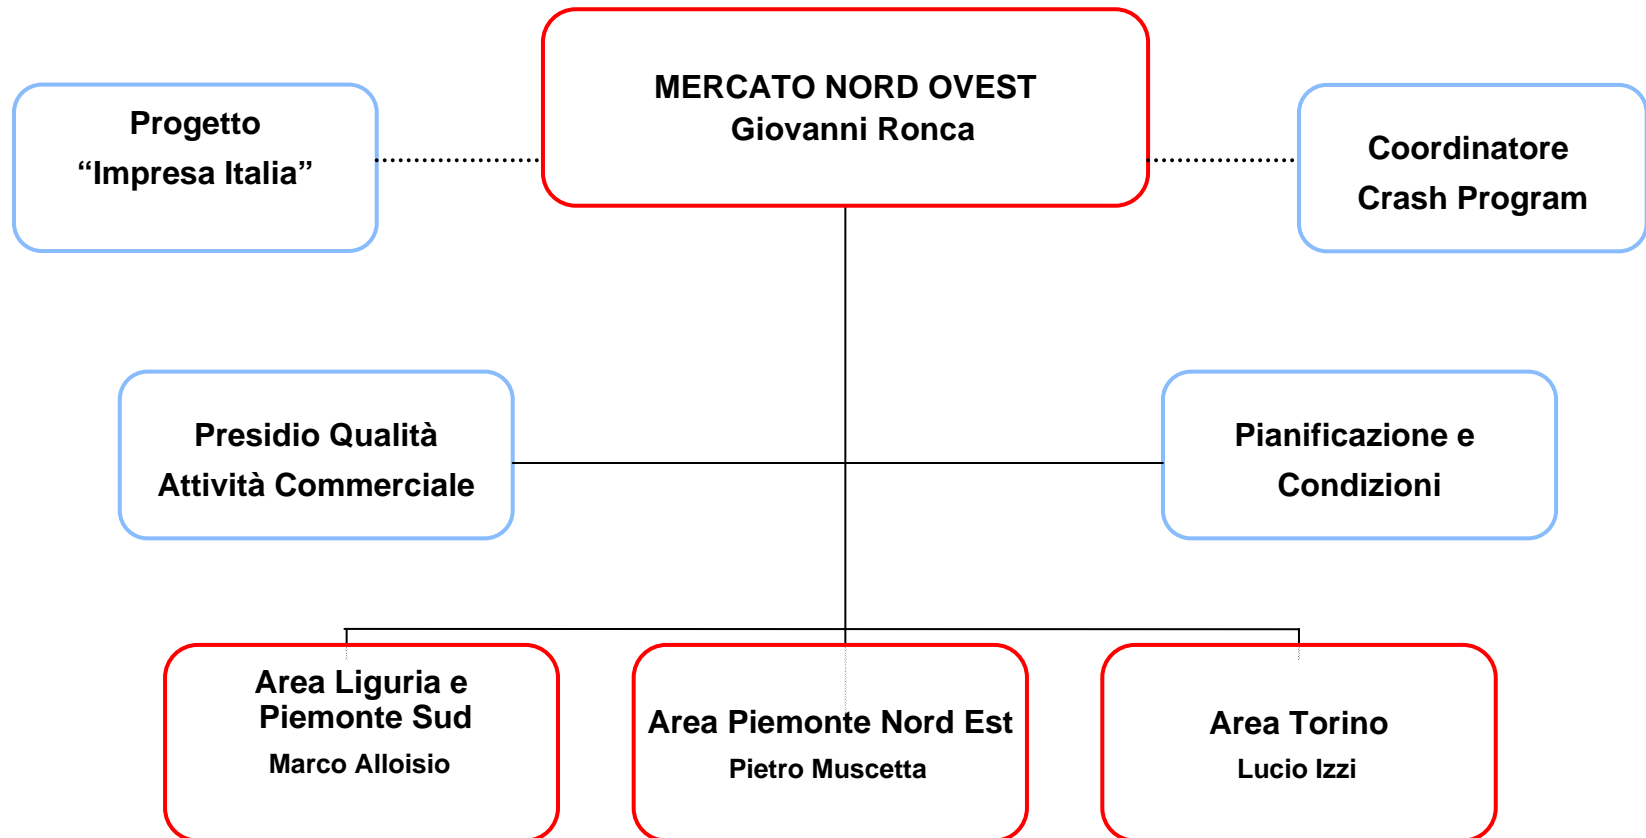 MERCATO NORD OVEST
Giovanni Ronca
Progetto
“Impresa Italia”
Coordinatore
Crash Program
Presidio Qualità
Attività Commerciale
Pianificazione e
Condizioni
Area Liguria e
Piemonte Sud
Marco Alloisio
Area Piemonte Nord Est
Pietro Muscetta
Area Torino
Lucio Izzi